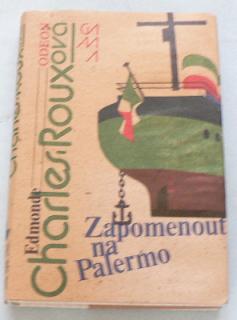 ODEON
Edmonde
Charles-Rouxová
Zapomenout
na
Palermo